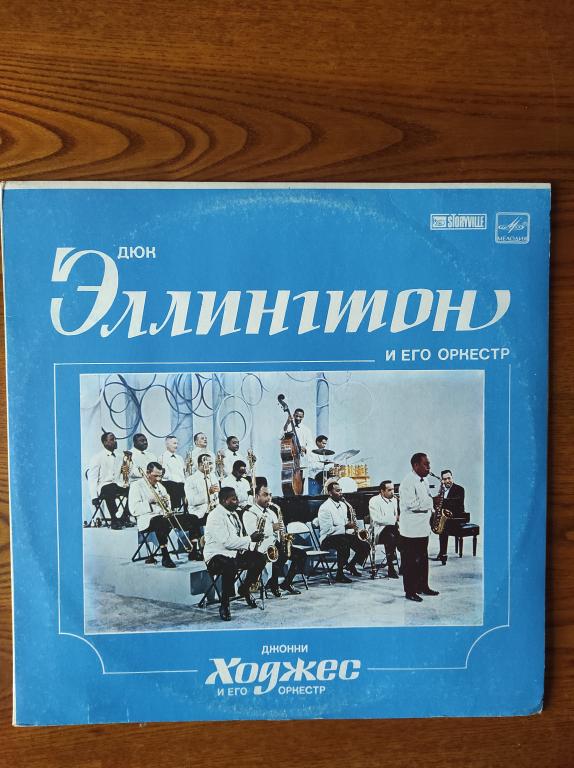 STORYVILLE
МЕЛОДИЯ
ДЮК
Эллингтон
И ЕГО ОРКЕСТР
ДЖОННИ
Ходжес
И ЕГО ОРКЕСТР